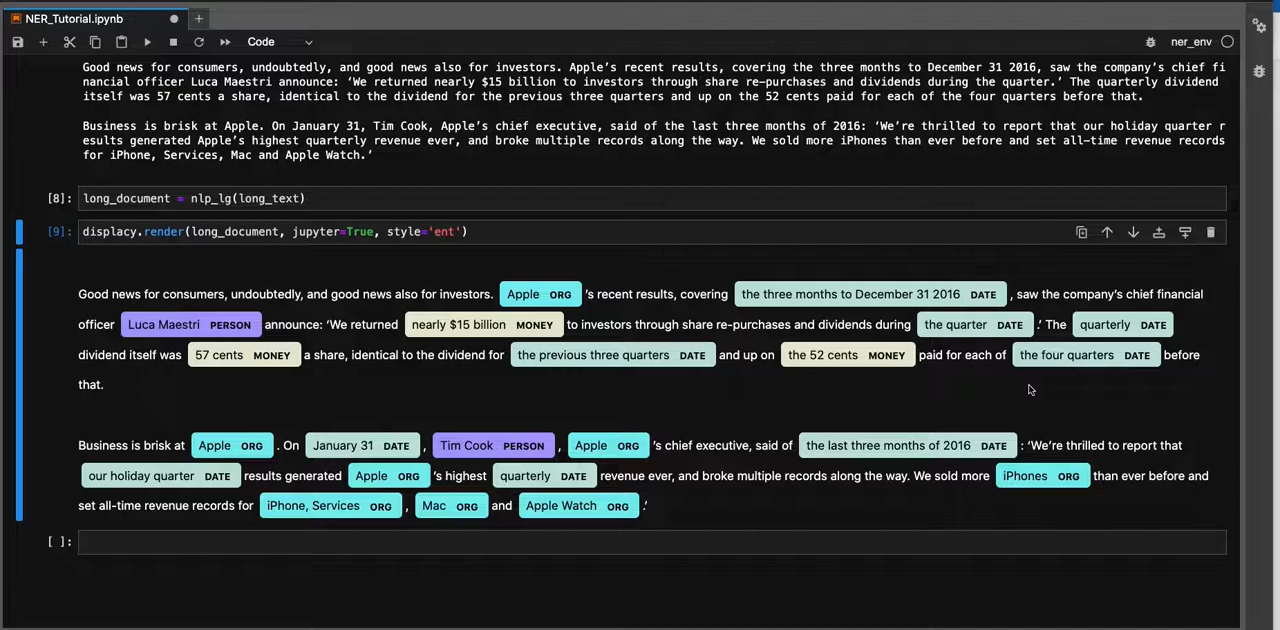 NER_Tutorial.ipynb
Code
ner_env
Good news for consumers, undoubtedly, and good news also for investors. Apple’s recent results, covering the three months to December 31 2016, saw the company’s chief fi
nancial officer Luca Maestri announce: ‘We returned nearly $15 billion to investors through share re-purchases and dividends during the quarter.’ The quarterly dividend
itself was 57 cents a share, identical to the dividend for the previous three quarters and up on the 52 cents paid for each of the four quarters before that.
Business is brisk at Apple. On January 31, Tim Cook, Apple’s chief executive, said of the last three months of 2016: ‘We’re thrilled to report that our holiday quarter r
esults generated Apple’s highest quarterly revenue ever, and broke multiple records along the way. We sold more iPhones than ever before and set all-time revenue records
for iPhone, Services, Mac and Apple Watch.’
[8]: long_document = nlp_lg(long_text)
[9]: displacy.render(long_document, jupyter=True, style='ent')
Good news for consumers, undoubtedly, and good news also for investors. Apple ORG ’s recent results, covering the three months to December 31 2016 DATE , saw the company’s chief financial
officer Luca Maestri PERSON announce: ‘We returned nearly $15 billion MONEY to investors through share re-purchases and dividends during the quarter DATE .’ The quarterly DATE
dividend itself was 57 cents MONEY a share, identical to the dividend for the previous three quarters DATE and up on the 52 cents MONEY paid for each of the four quarters DATE before
that.
Business is brisk at Apple ORG . On January 31 DATE , Tim Cook PERSON , Apple ORG ’s chief executive, said of the last three months of 2016 DATE : ‘We’re thrilled to report that
our holiday quarter DATE results generated Apple ORG ’s highest quarterly DATE revenue ever, and broke multiple records along the way. We sold more iPhones ORG than ever before and
set all-time revenue records for iPhone, Services ORG , Mac ORG and Apple Watch ORG .’
[ ]: